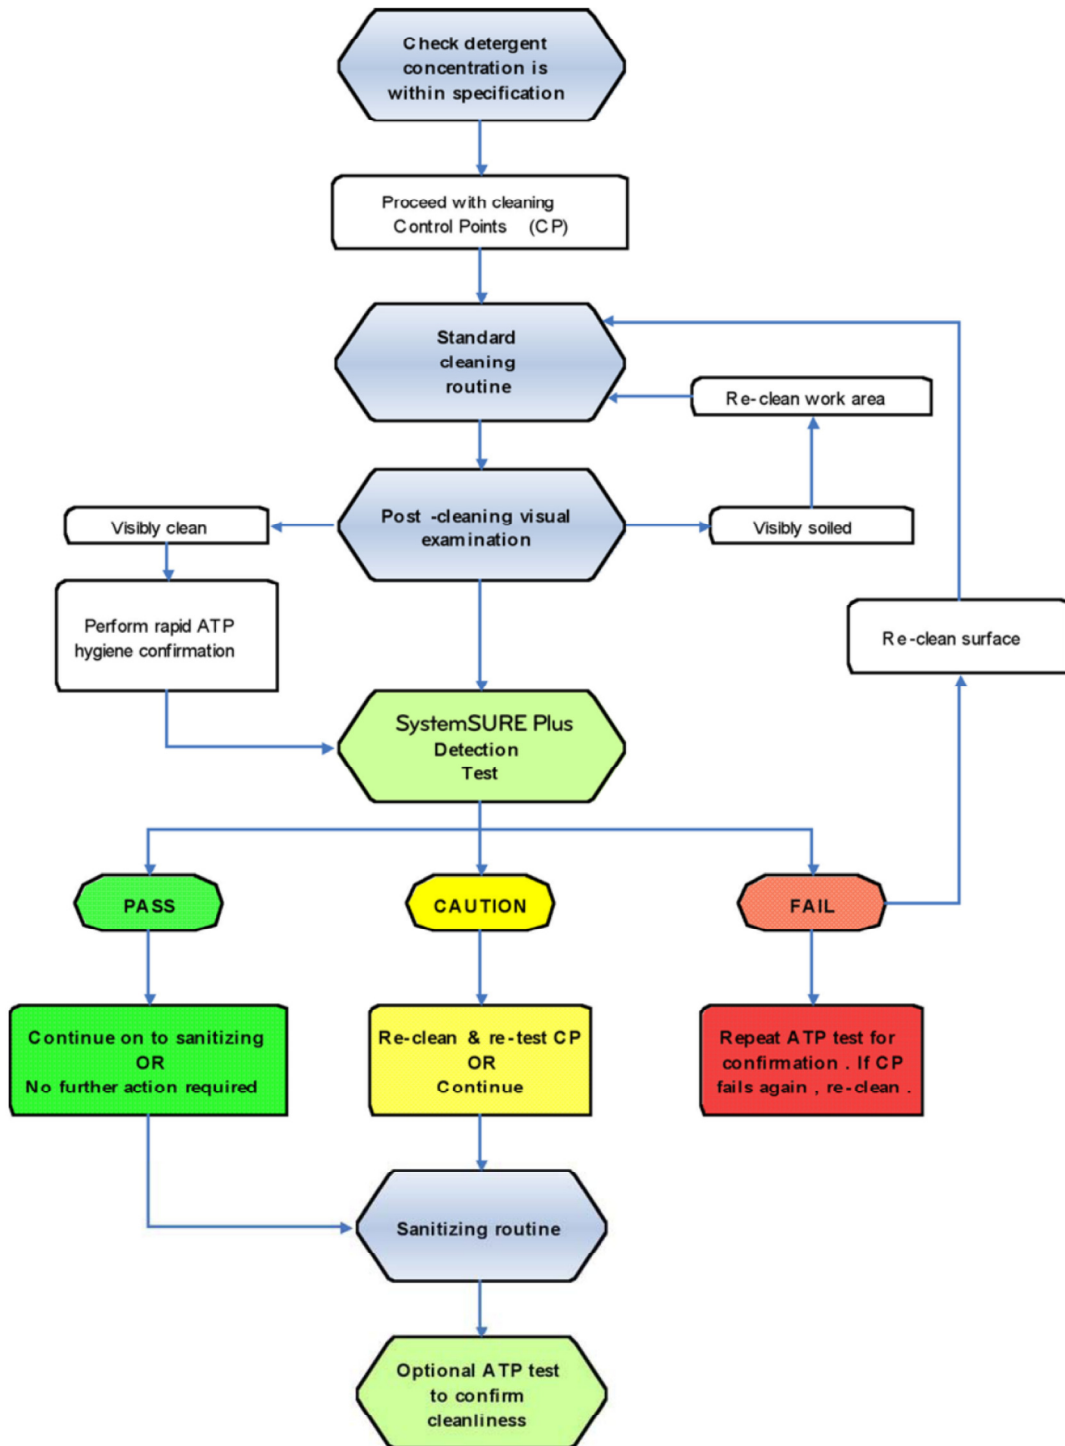 Check detergent
concentration is
within specification
Proceed with cleaning
Control Points (CP)
Standard
cleaning
routine
Re-clean work area
Post -cleaning visual
examination
Visibly clean
Visibly soiled
Perform rapid ATP
hygiene confirmation
Re-clean surface
SystemSURE Plus
Detection
Test
PASS
CAUTION
FAIL
Continue on to sanitizing
OR
No further action required
Re-clean & re-test CP
OR
Continue
Repeat ATP test for
confirmation . If CP
fails again , re-clean .
Sanitizing routine
Optional ATP test
to confirm
cleanliness